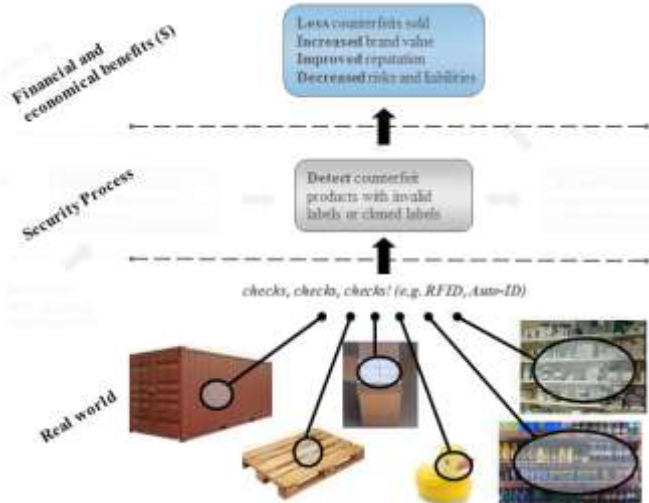 Financial and
economical benefits ($)
Less counterfeits sold
Increased brand value
Improved reputation
Decreased risks and liabilities
Security Process
Detect counterfeit
products with invalid
labels or cloned labels
checks, checks, checks! (e.g. RFID, Auto-ID)
Real world